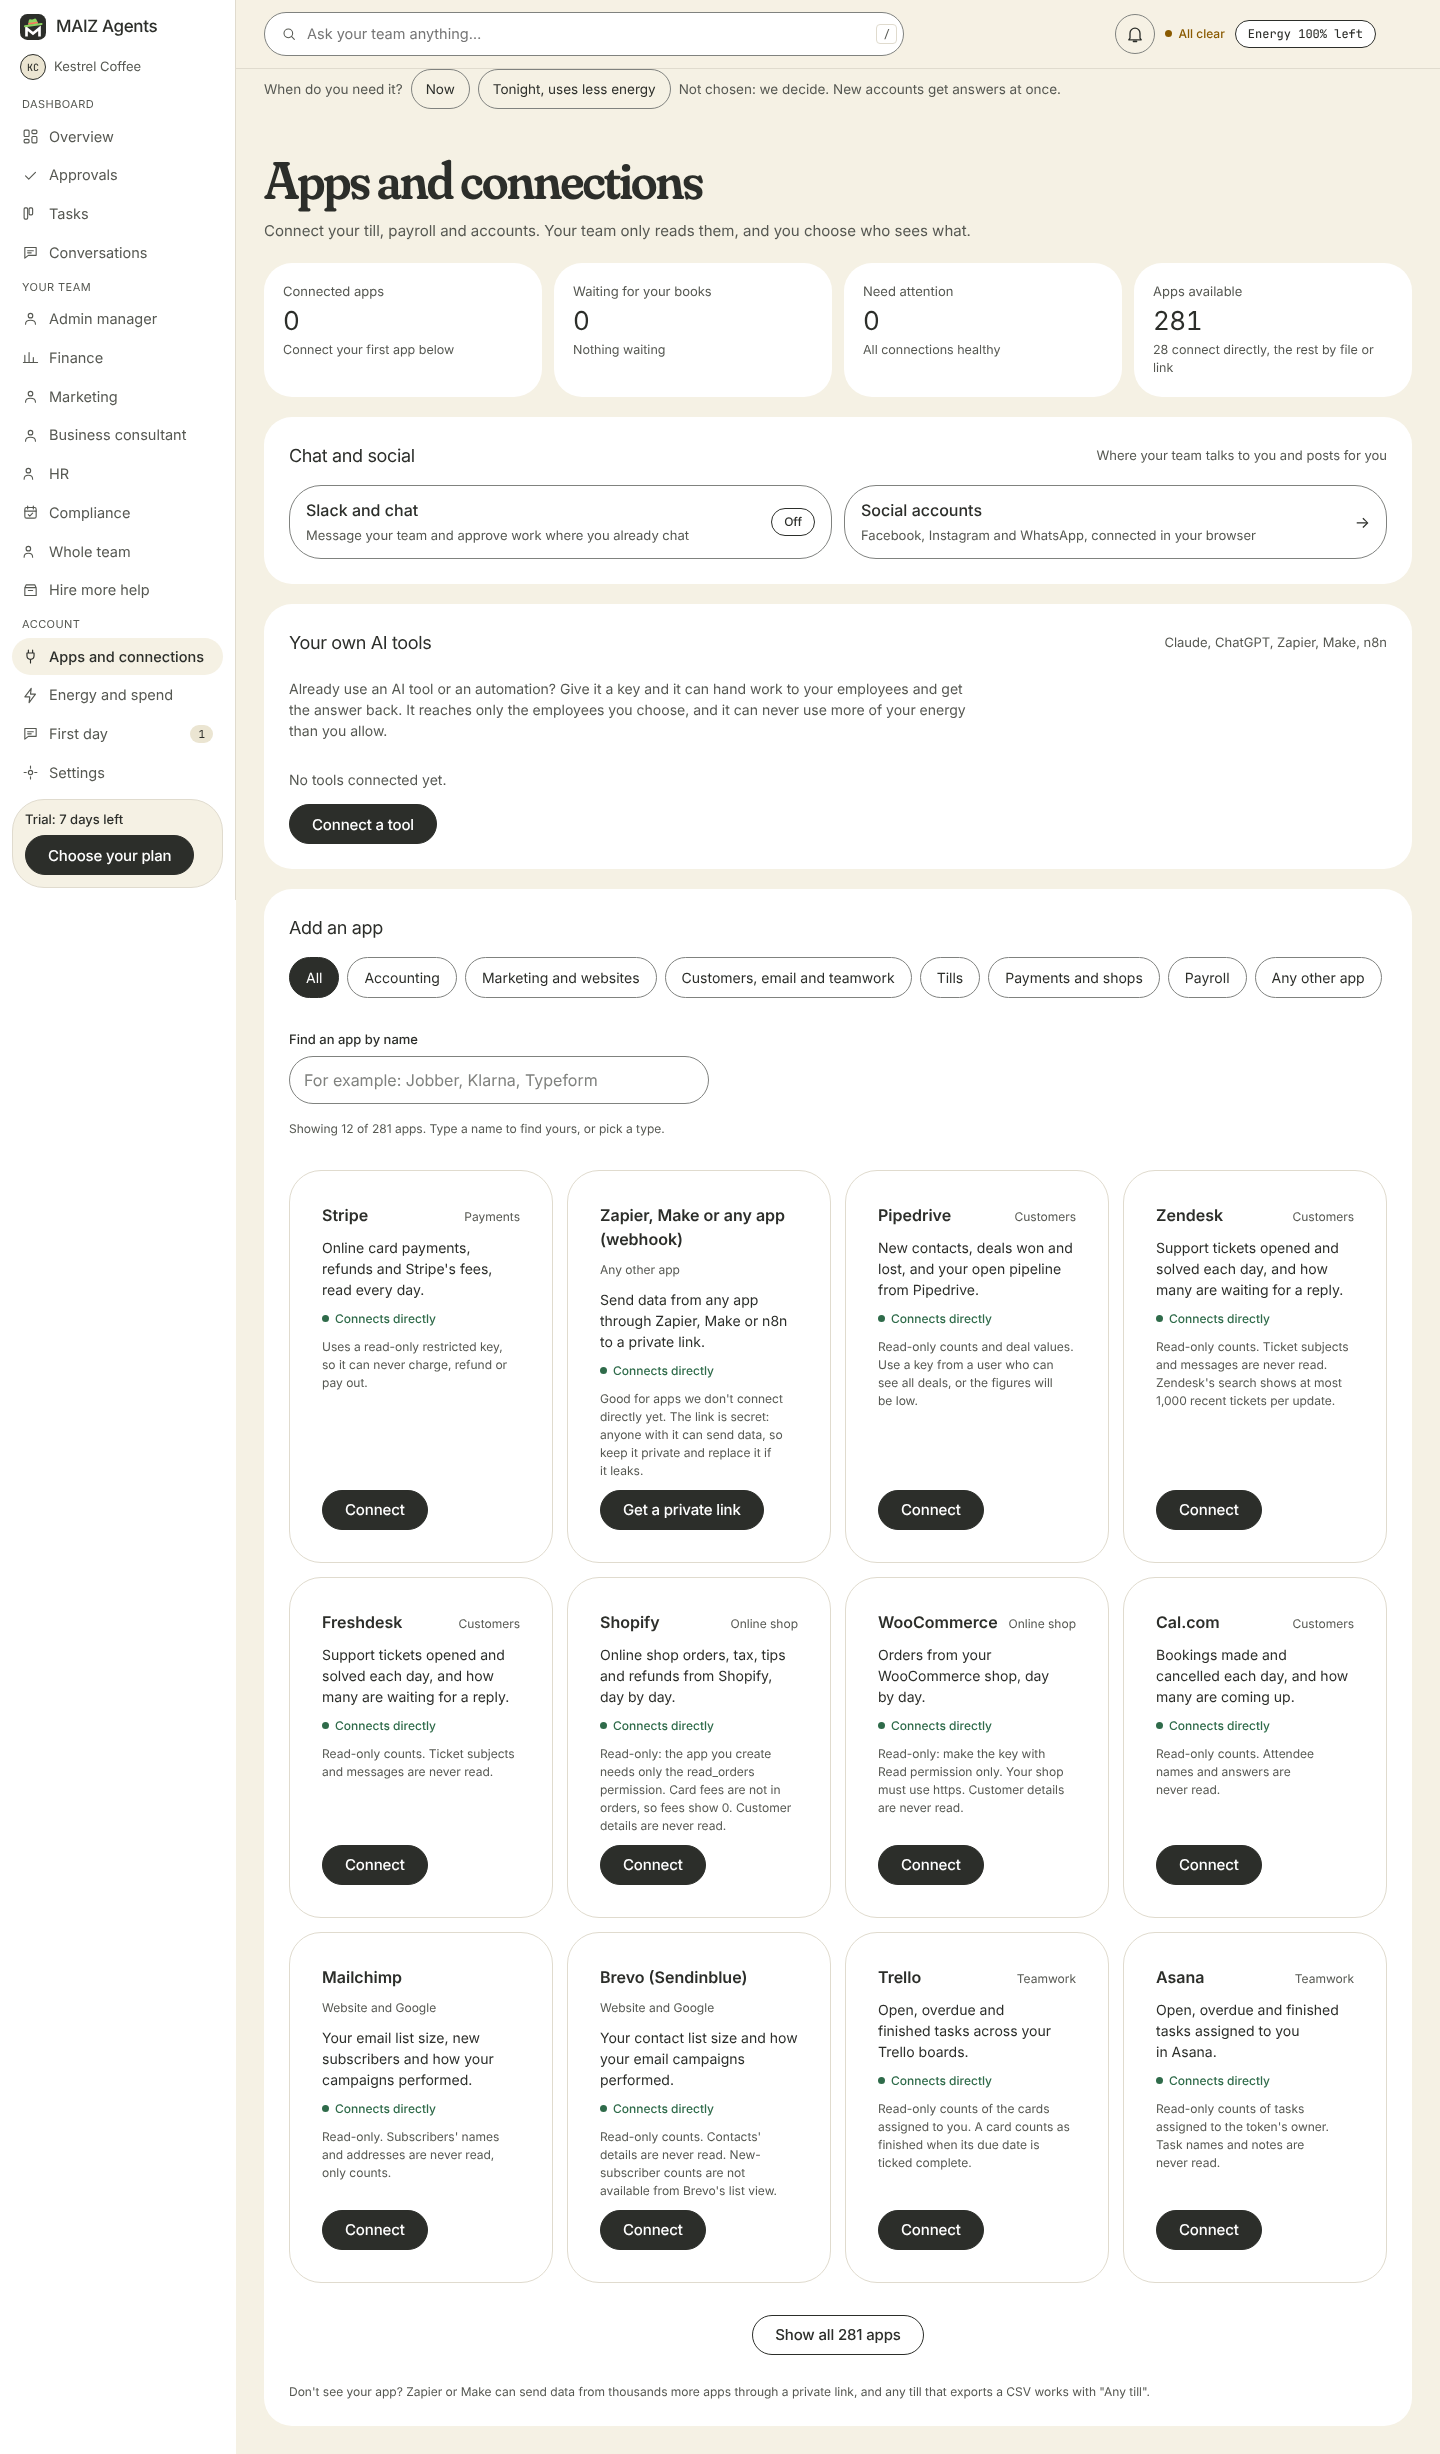 MAIZ Agents
KC
Kestrel Coffee
DASHBOARD
Overview
Approvals
Tasks
Conversations
YOUR TEAM
Admin manager
Finance
Marketing
Business consultant
HR
Compliance
Whole team
Hire more help
ACCOUNT
Apps and connections
Energy and spend
First day
1
Settings
Trial: 7 days left
Choose your plan
Ask your team anything...
/
All clear
Energy 100% left
When do you need it?
Now
Tonight, uses less energy
Not chosen: we decide. New accounts get answers at once.
Apps and connections
Connect your till, payroll and accounts. Your team only reads them, and you choose who sees what.
Connected apps
0
Connect your first app below
Waiting for your books
0
Nothing waiting
Need attention
0
All connections healthy
Apps available
281
28 connect directly, the rest by file or
link
Chat and social
Where your team talks to you and posts for you
Slack and chat
Message your team and approve work where you already chat
Off
Social accounts
Facebook, Instagram and WhatsApp, connected in your browser
→
Your own AI tools
Claude, ChatGPT, Zapier, Make, n8n
Already use an AI tool or an automation? Give it a key and it can hand work to your employees and get
the answer back. It reaches only the employees you choose, and it can never use more of your energy
than you allow.
No tools connected yet.
Connect a tool
Add an app
All
Accounting
Marketing and websites
Customers, email and teamwork
Tills
Payments and shops
Payroll
Any other app
Find an app by name
For example: Jobber, Klarna, Typeform
Showing 12 of 281 apps. Type a name to find yours, or pick a type.
Stripe
Payments
Online card payments,
refunds and Stripe's fees,
read every day.
Connects directly
Uses a read-only restricted key,
so it can never charge, refund or
pay out.
Connect
Zapier, Make or any app
(webhook)
Any other app
Send data from any app
through Zapier, Make or n8n
to a private link.
Connects directly
Good for apps we don't connect
directly yet. The link is secret:
anyone with it can send data, so
keep it private and replace it if
it leaks.
Get a private link
Pipedrive
Customers
New contacts, deals won and
lost, and your open pipeline
from Pipedrive.
Connects directly
Read-only counts and deal values.
Use a key from a user who can
see all deals, or the figures will
be low.
Connect
Zendesk
Customers
Support tickets opened and
solved each day, and how
many are waiting for a reply.
Connects directly
Read-only counts. Ticket subjects
and messages are never read.
Zendesk's search shows at most
1,000 recent tickets per update.
Connect
Freshdesk
Customers
Support tickets opened and
solved each day, and how
many are waiting for a reply.
Connects directly
Read-only counts. Ticket subjects
and messages are never read.
Connect
Shopify
Online shop
Online shop orders, tax, tips
and refunds from Shopify,
day by day.
Connects directly
Read-only: the app you create
needs only the read_orders
permission. Card fees are not in
orders, so fees show 0. Customer
details are never read.
Connect
WooCommerce
Online shop
Orders from your
WooCommerce shop, day
by day.
Connects directly
Read-only: make the key with
Read permission only. Your shop
must use https. Customer details
are never read.
Connect
Cal.com
Customers
Bookings made and
cancelled each day, and how
many are coming up.
Connects directly
Read-only counts. Attendee
names and answers are
never read.
Connect
Mailchimp
Website and Google
Your email list size, new
subscribers and how your
campaigns performed.
Connects directly
Read-only. Subscribers' names
and addresses are never read,
only counts.
Connect
Brevo (Sendinblue)
Website and Google
Your contact list size and how
your email campaigns
performed.
Connects directly
Read-only counts. Contacts'
details are never read. New-
subscriber counts are not
available from Brevo's list view.
Connect
Trello
Teamwork
Open, overdue and
finished tasks across your
Trello boards.
Connects directly
Read-only counts of the cards
assigned to you. A card counts as
finished when its due date is
ticked complete.
Connect
Asana
Teamwork
Open, overdue and finished
tasks assigned to you
in Asana.
Connects directly
Read-only counts of tasks
assigned to the token's owner.
Task names and notes are
never read.
Connect
Show all 281 apps
Don't see your app? Zapier or Make can send data from thousands more apps through a private link, and any till that exports a CSV works with "Any till".